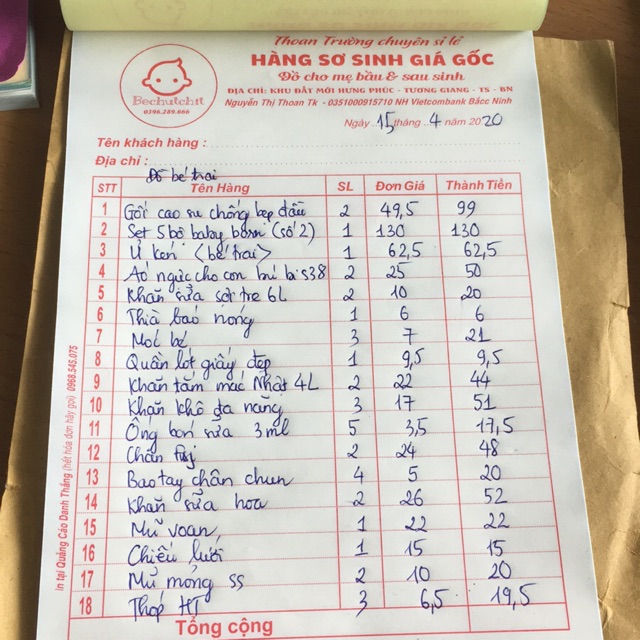 Thoan Trường chuyên sỉ lẻ
HÀNG SƠ SINH GIÁ GỐC
Đồ cho mẹ bầu & sau sinh
ĐỊA CHỈ: KHU ĐẤT MỚI HƯNG PHÚC - TƯƠNG GIANG - TS - BN
Nguyễn Thị Thoan Tk - 0351000915710 NH Vietcombank Bắc Ninh
Bechutchit
0396.289.666
Ngày 15 tháng 4 năm 2020
Tên khách hàng :
Địa chỉ :
Đồ bé trai
STT Tên Hàng SL Đơn Giá Thành Tiền
1 Gối cao su chống bẹp đầu 2 49,5 99
2 Set 5 bộ baby born (số 2) 1 130 130
3 Ủ kén <bé trai> 1 62,5 62,5
4 Áo ngực cho con bú bis38 2 25 50
5 Khăn sữa sợi tre 6L 2 10 20
6 Thìa báo nóng 1 6 6
7 Moi bé 3 7 21
8 Quần lót giấy đẹp 1 9,5 9,5
9 Khăn tắm mác Nhật 4L 2 22 44
10 Khăn khô đa năng 3 17 51
11 Ống bón sữa 3ml 5 3,5 17,5
12 Chăn 2 24 48
13 Bao tay chân chun 4 5 20
14 Khăn sữa hoa 2 26 52
15 Mũ voan 1 22 22
16 Chiếu lưới 1 15 15
17 Mũ mỏng ss 2 10 20
18 Thóp HT 3 6,5 19,5
Tổng cộng
In tại Quảng Cáo Danh Thắng (hết hóa đơn hãy gọi) 0968.545.075